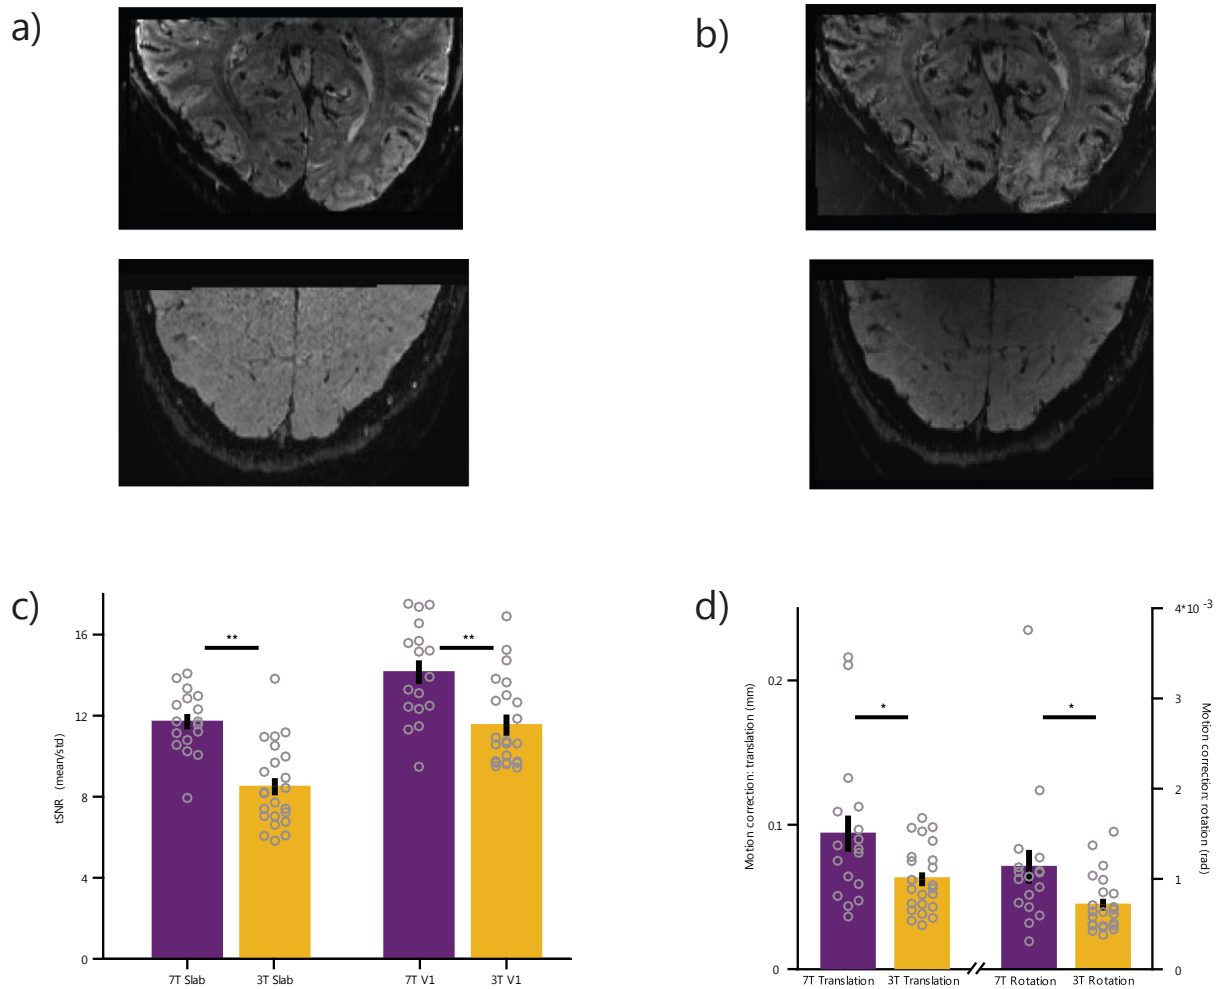 a)
b)
c)
tSNR (mean/std)
16
12
8
4
0
**
**
7T Slab
3T Slab
7T V1
3T V1
d)
Motion correction: translation (mm)
0.2
0.1
0
*
*
7T Translation
3T Translation
7T Rotation
3T Rotation
4*10 -3
3
2
1
0
Motion correction: rotation (rad)